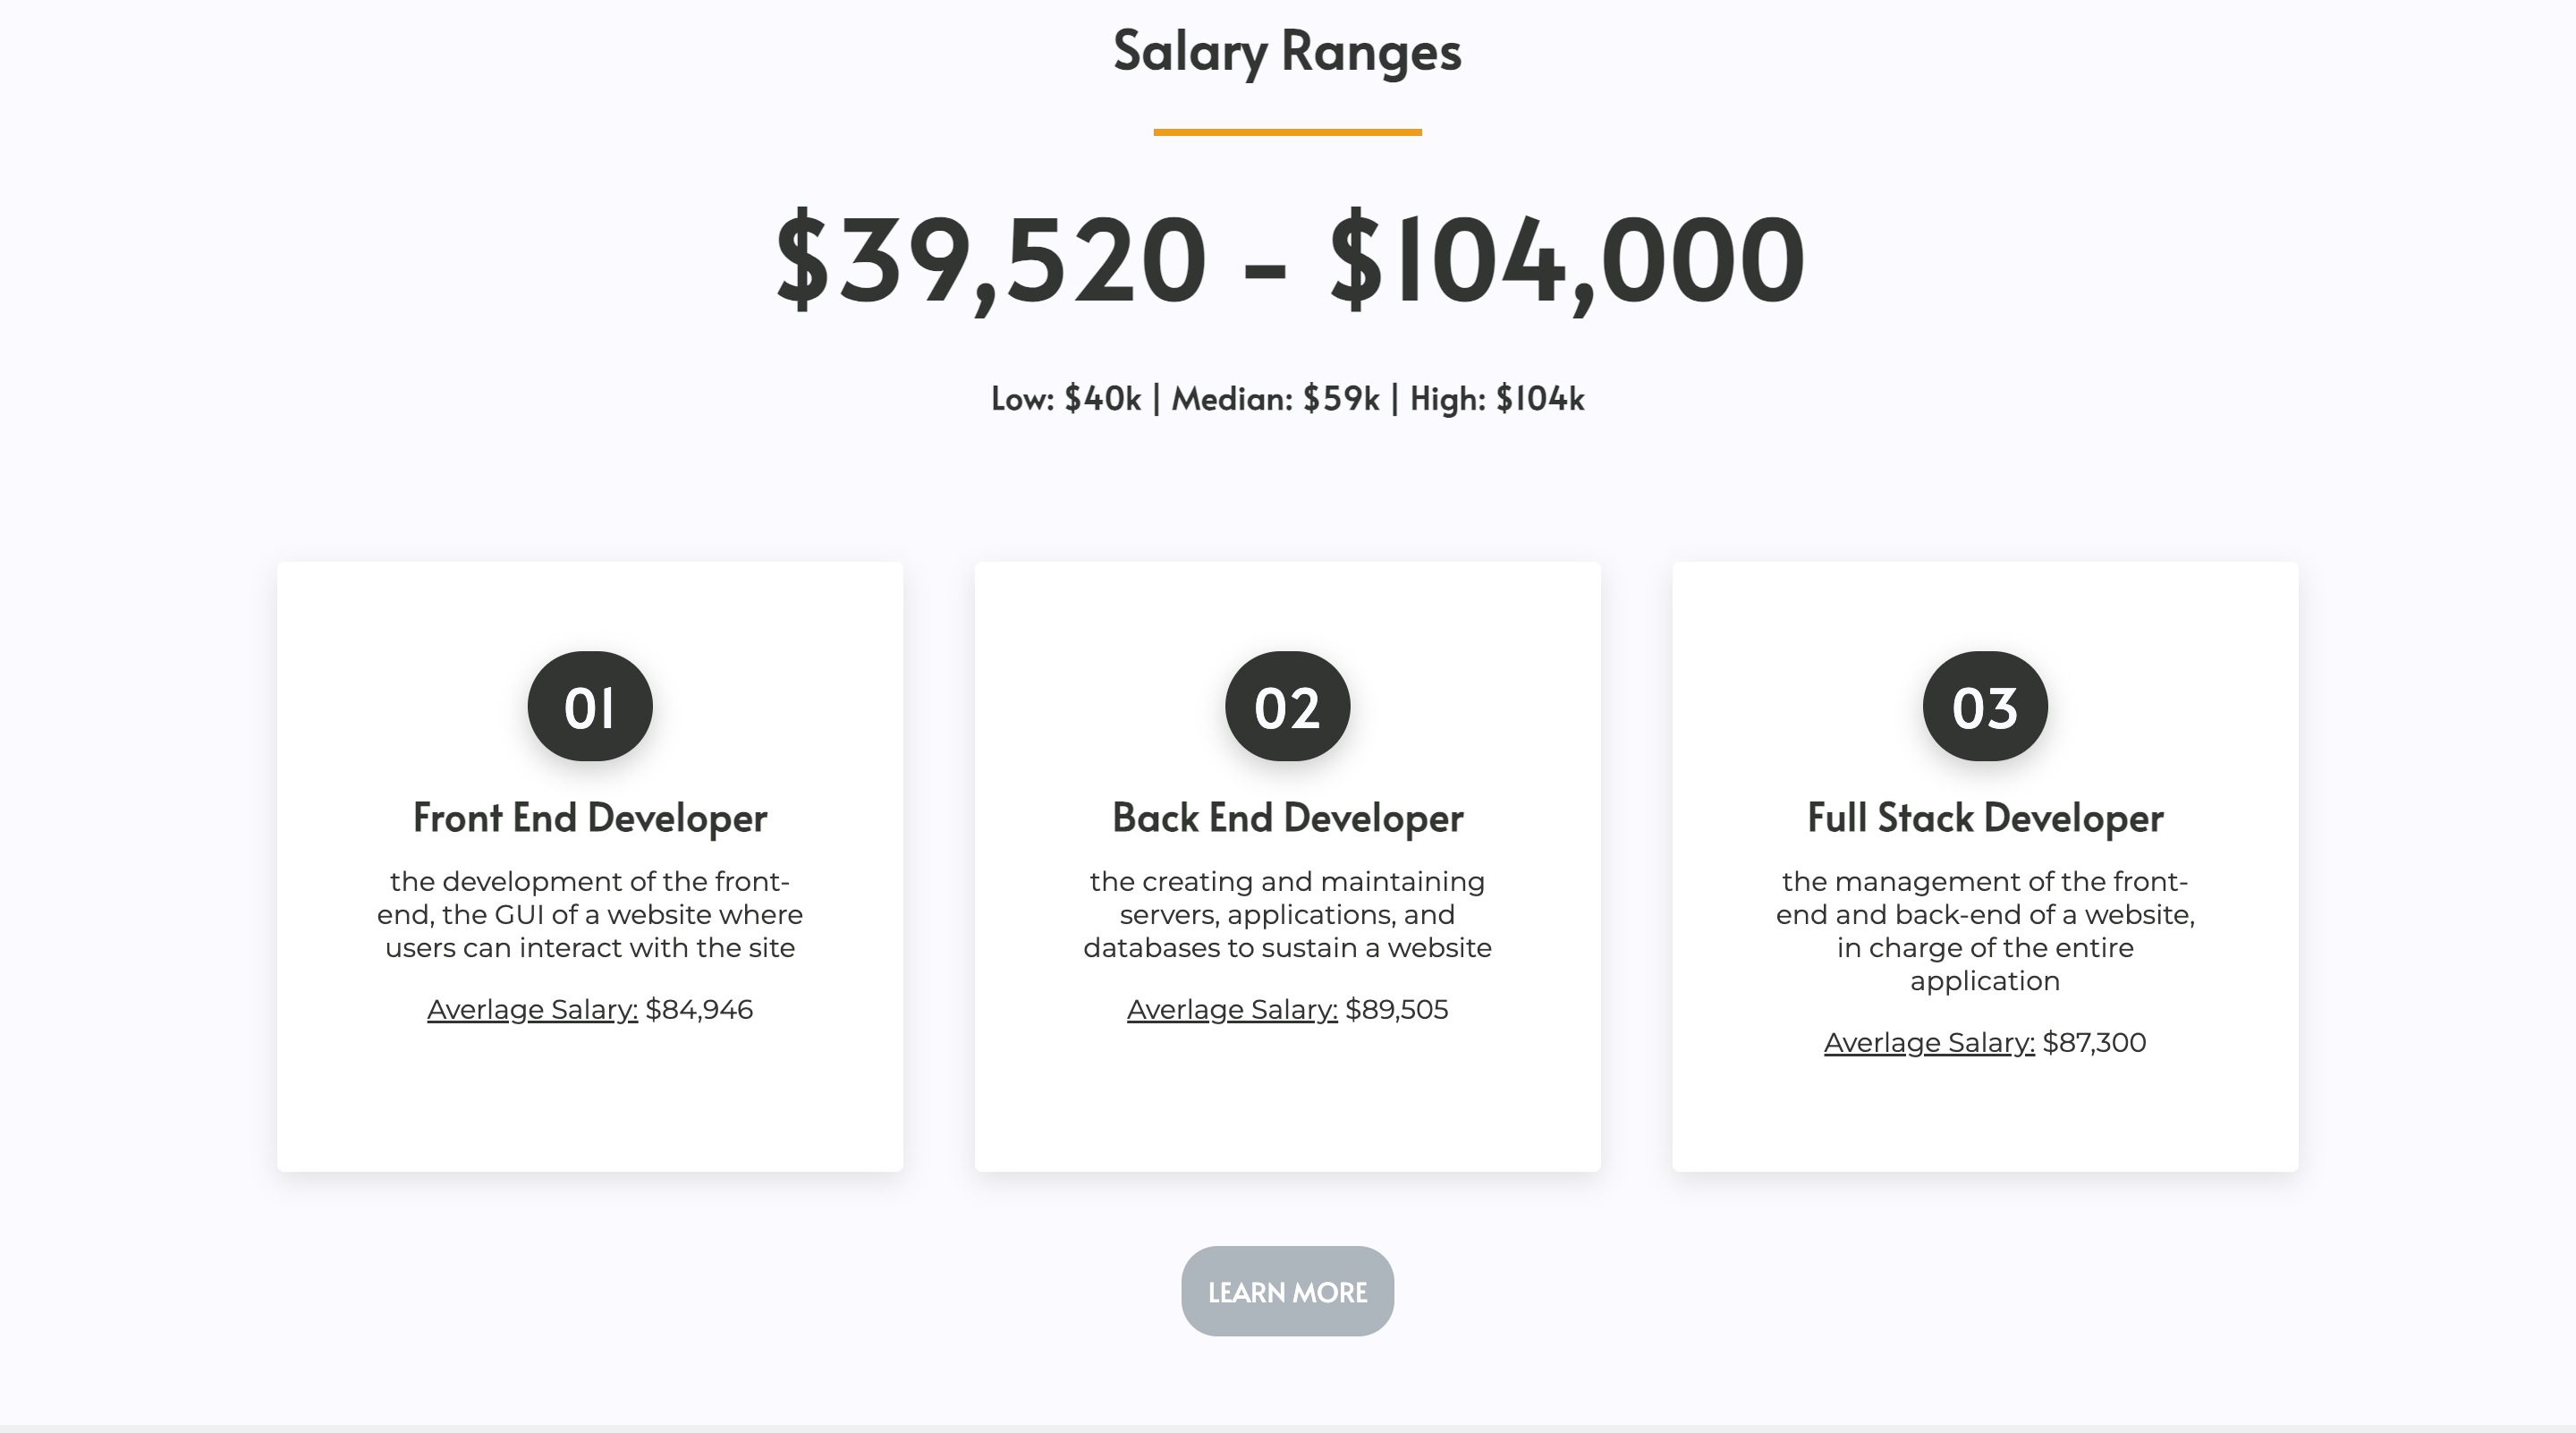 Salary Ranges
$39,520 - $104,000
Low: $40k | Median: $59k | High: $104k
01
Front End Developer
the development of the front-
end, the GUI of a website where
users can interact with the site
Averlage Salary: $84,946
02
Back End Developer
the creating and maintaining
servers, applications, and
databases to sustain a website
Averlage Salary: $89,505
03
Full Stack Developer
the management of the front-
end and back-end of a website,
in charge of the entire
application
Averlage Salary: $87,300
LEARN MORE